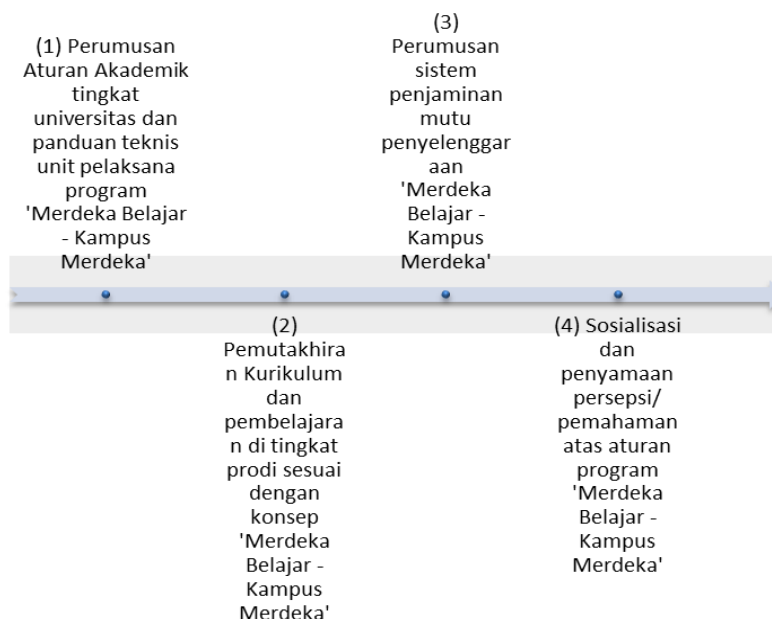 (1) Perumusan
Aturan Akademik
tingkat
universitas dan
panduan teknis
unit pelaksana
program
'Merdeka Belajar
- Kampus
Merdeka'
(2)
Pemutakhira
n Kurikulum
dan
pembelajara
n di tingkat
prodi sesuai
dengan
konsep
'Merdeka
Belajar -
Kampus
Merdeka'
(3)
Perumusan
sistem
penjaminan
mutu
penyelenggar
aan
'Merdeka
Belajar -
Kampus
Merdeka'
(4) Sosialisasi
dan
penyamaan
persepsi/
pemahaman
atas aturan
program
'Merdeka
Belajar -
Kampus
Merdeka'